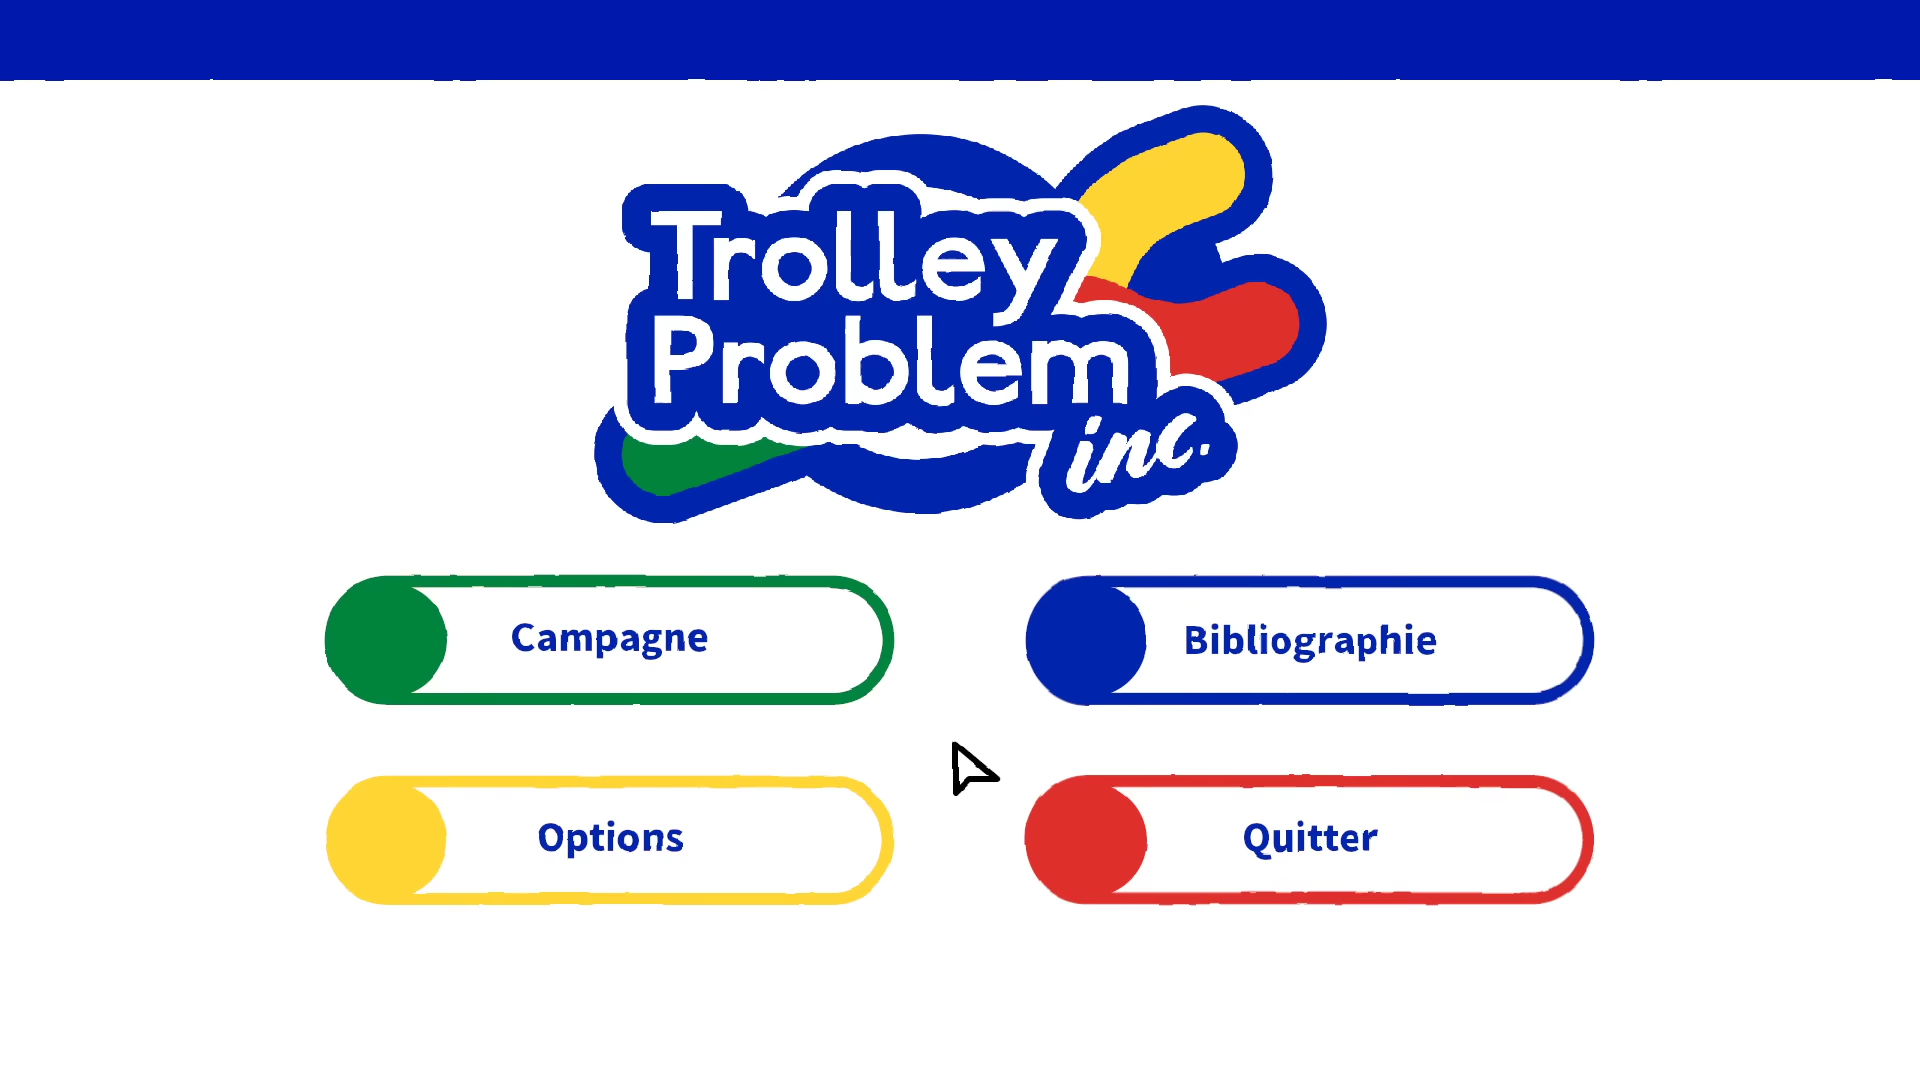 Trolley
Problem
inc.
Campagne
Bibliographie
Options
Quitter